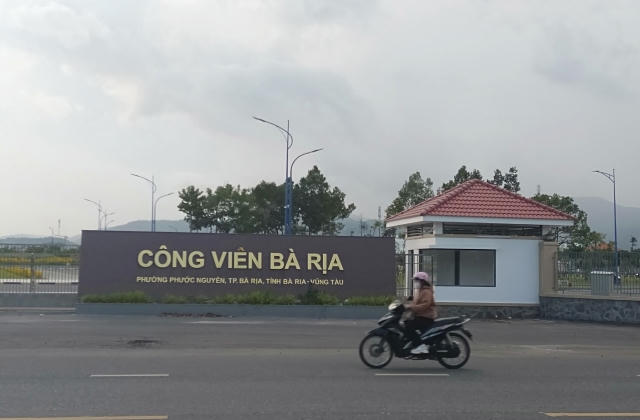 CÔNG VIÊN BÀ RỊA
PHƯỜNG PHƯỚC NGUYÊN, TP. BÀ RỊA, TỈNH BÀ RỊA-VŨNG TÀU